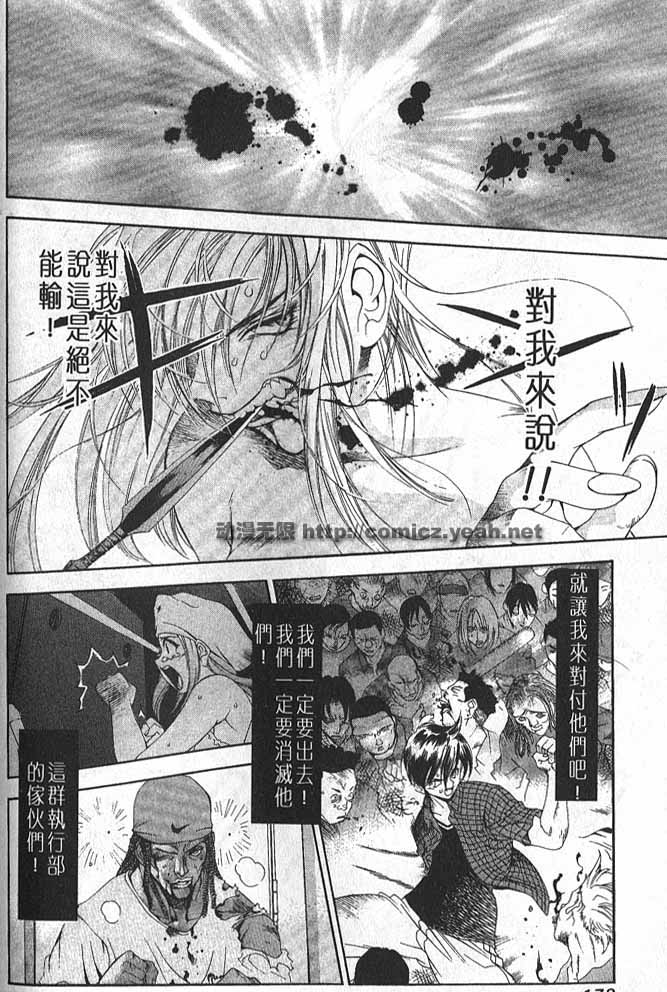 對我來說!!
對我來
說這是絕不
能輸！
动漫无限 http://comicz.yeah.net
就讓我來對付他們吧！
我們一定要出去！
我們一定要消滅他
們！
這群執行部
的傢伙們！